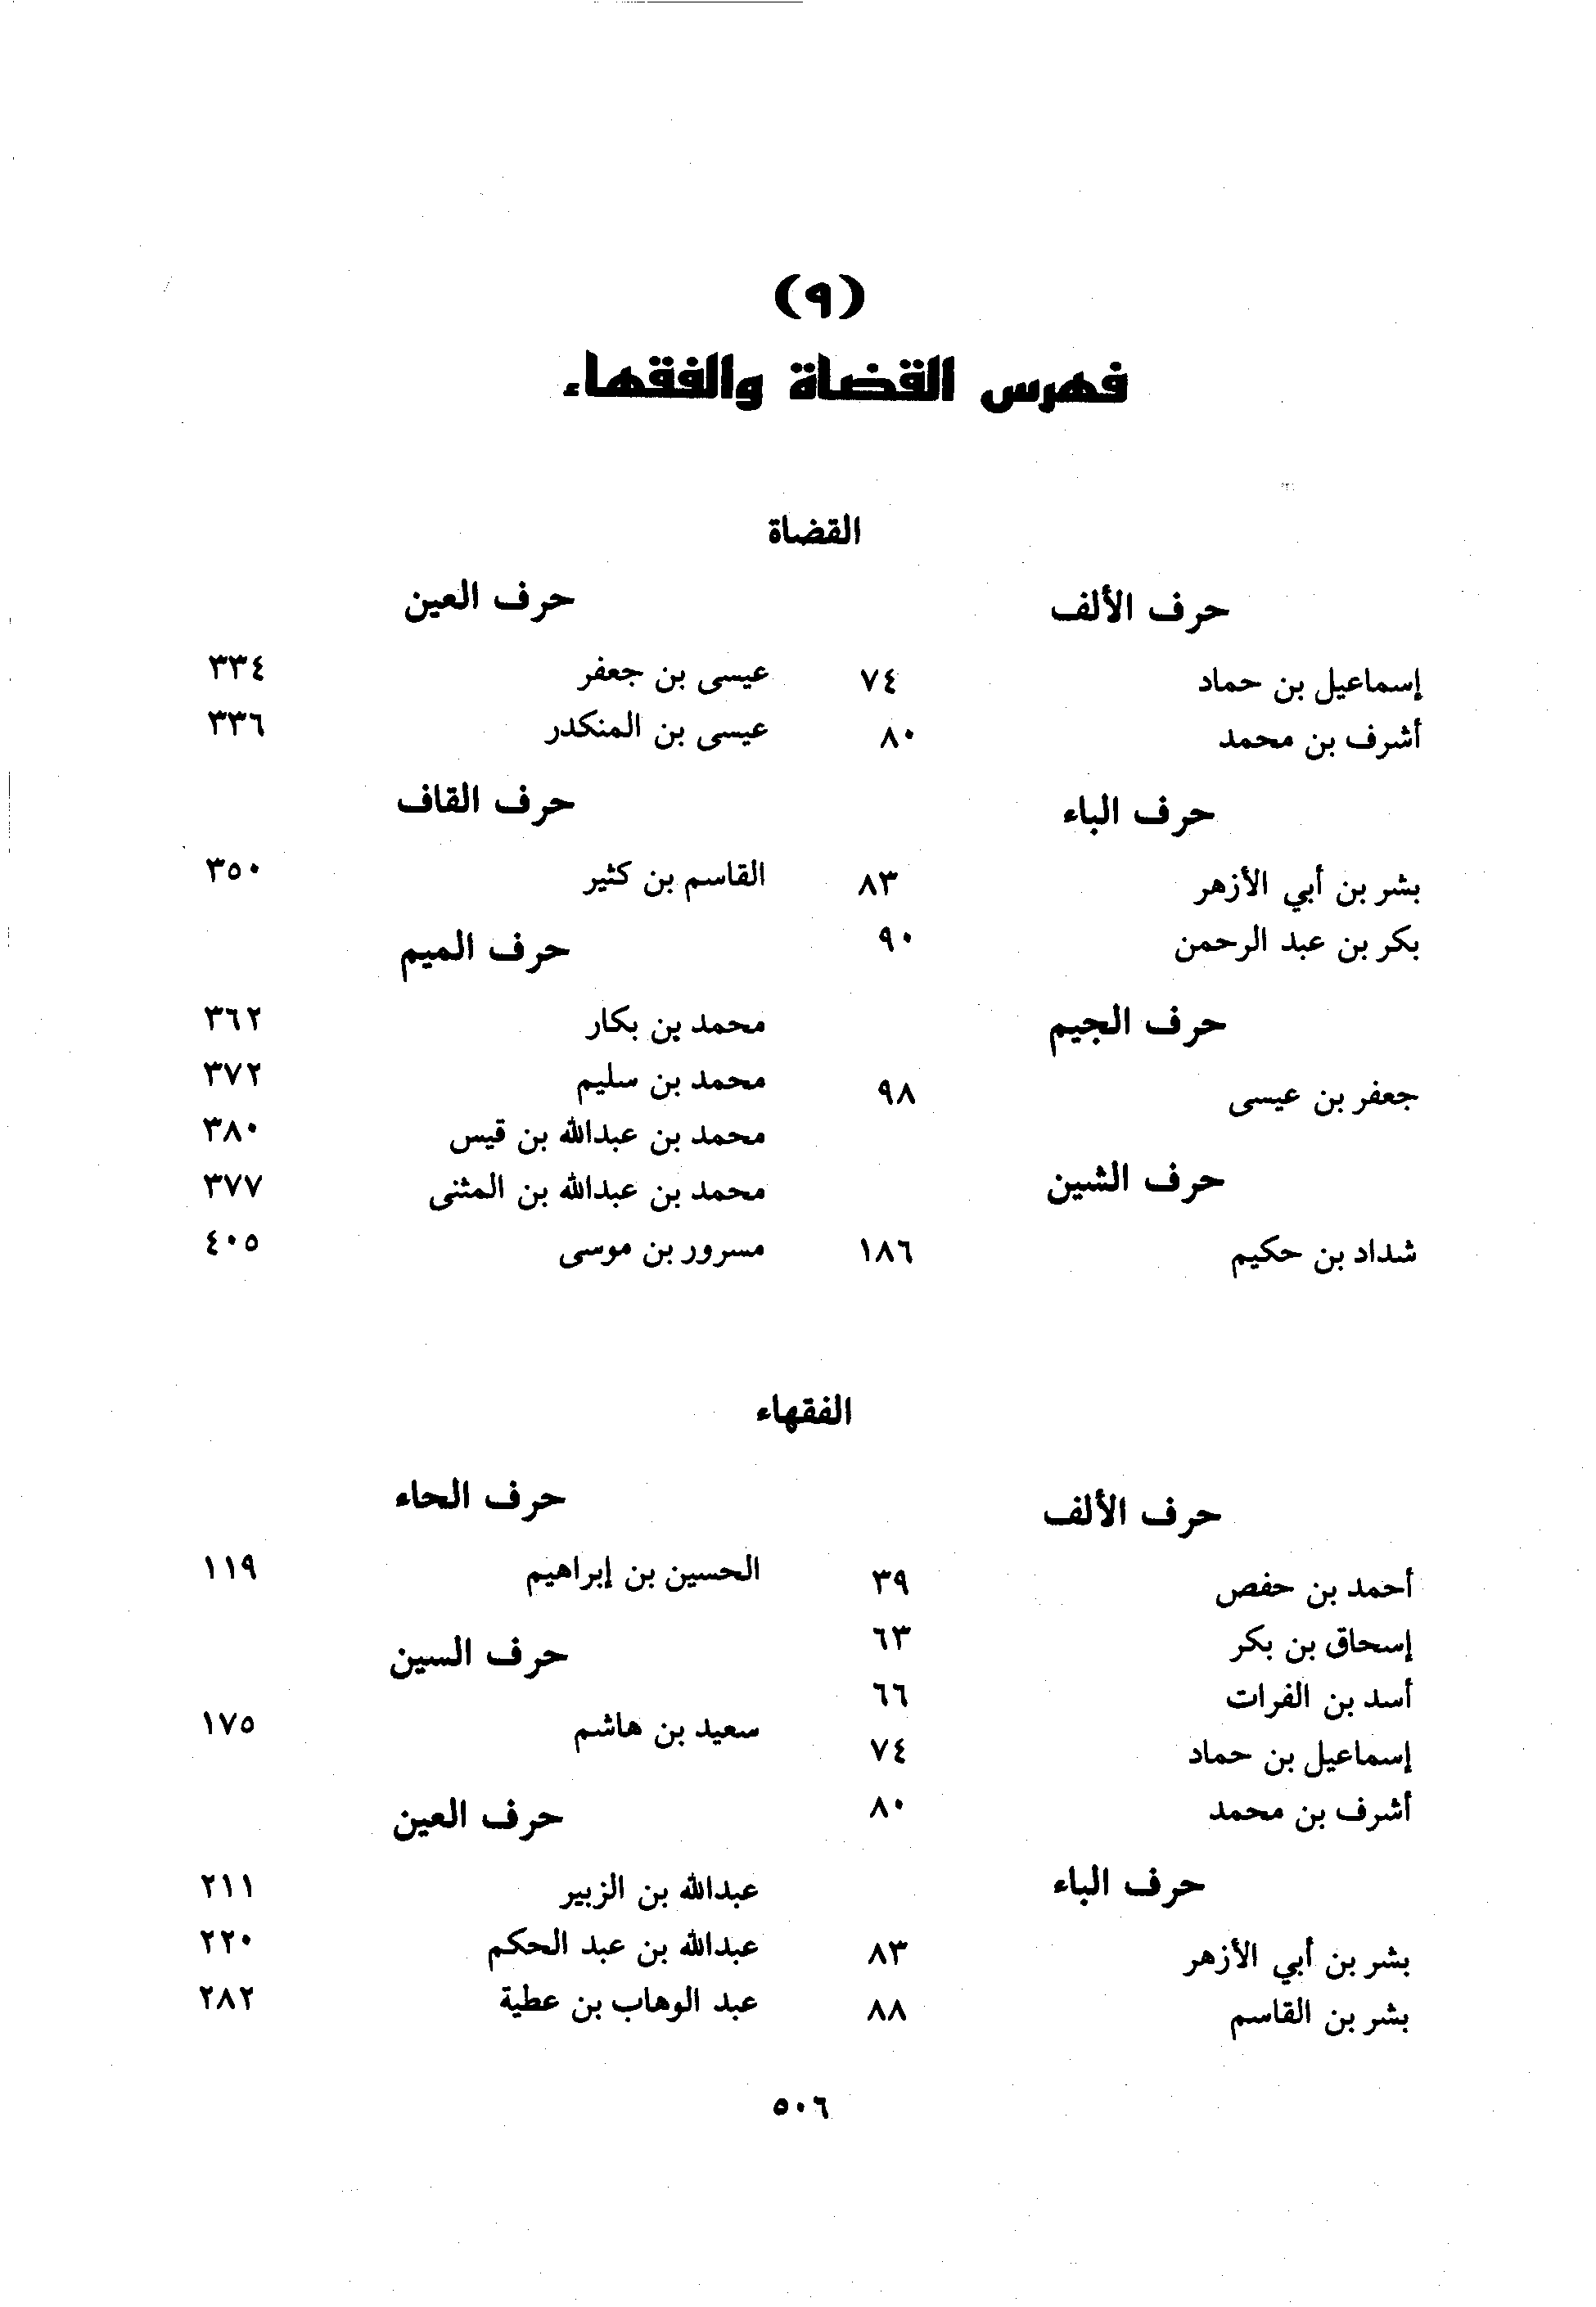 (٩)
فهرس القضاة والفقهاء
القضاة
حرف الألف
إسماعيل بن حماد ٧٤
أشرف بن محمد ٨٠
حرف الباء
بشر بن أبي الأزهر ٨٣
بكر بن عبد الرحمن ٩٠
حرف الجيم
جعفر بن عيسى ٩٨
حرف الشين
شداد بن حكيم ١٨٦
حرف العين
عيسى بن جعفر ٣٣٤
عيسى بن المنكدر ٣٣٦
حرف القاف
القاسم بن كثير ٣٥٠
حرف الميم
محمد بن بكار ٣٦٢
محمد بن سليم ٣٧٢
محمد بن عبدالله بن قيس ٣٨٠
محمد بن عبدالله بن المثنى ٣٧٧
مسرور بن موسى ٤٠٥
الفقهاء
حرف الألف
أحمد بن حفص ٣٩
إسحاق بن بكر ٦٣
أسد بن الفرات ٦٦
إسماعيل بن حماد ٧٤
أشرف بن محمد ٨٠
حرف الباء
بشر بن أبي الأزهر ٨٣
بشر بن القاسم ٨٨
حرف الحاء
الحسين بن إبراهيم ١١٩
حرف السين
سعيد بن هاشم ١٧٥
حرف العين
عبدالله بن الزبير ٢١١
عبدالله بن عبد الحكم ٢٢٠
عبد الوهاب بن عطية ٢٨٢
٥٠٦